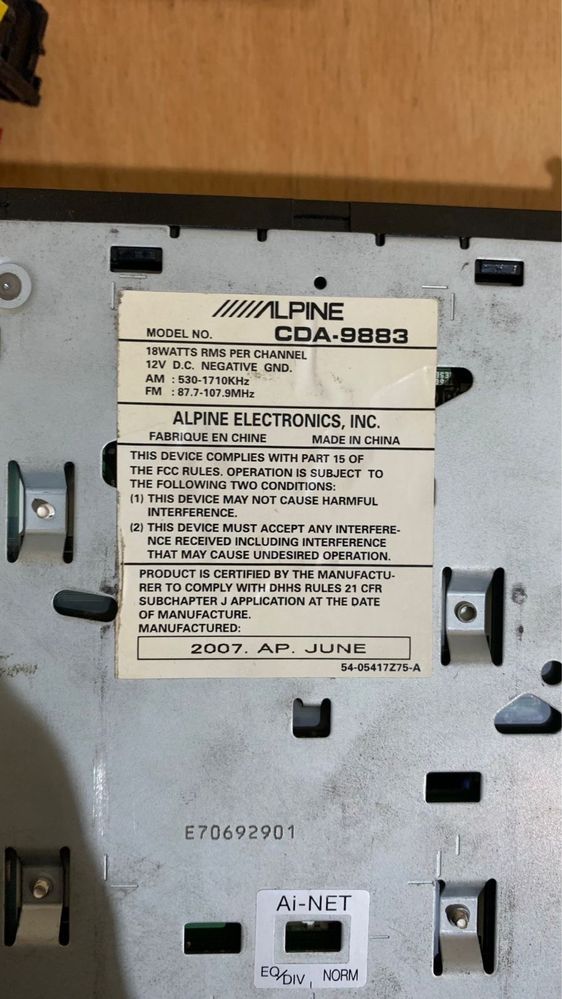 /////ALPINE
MODEL NO. CDA-9883
18WATTS RMS PER CHANNEL
12V D.C. NEGATIVE GND.
AM : 530-1710KHz
FM : 87.7-107.9MHz
ALPINE ELECTRONICS, INC.
FABRIQUE EN CHINE MADE IN CHINA
THIS DEVICE COMPLIES WITH PART 15 OF
THE FCC RULES. OPERATION IS SUBJECT TO
THE FOLLOWING TWO CONDITIONS:
(1) THIS DEVICE MAY NOT CAUSE HARMFUL
INTERFERENCE.
(2) THIS DEVICE MUST ACCEPT ANY INTERFERE-
NCE RECEIVED INCLUDING INTERFERENCE
THAT MAY CAUSE UNDESIRED OPERATION.
PRODUCT IS CERTIFIED BY THE MANUFACTU-
RER TO COMPLY WITH DHHS RULES 21 CFR
SUBCHAPTER J APPLICATION AT THE DATE
OF MANUFACTURE.
MANUFACTURED:
2007. AP. JUNE
54-05417Z75-A
E70692901
Ai-NET
EQ/DIV NORM